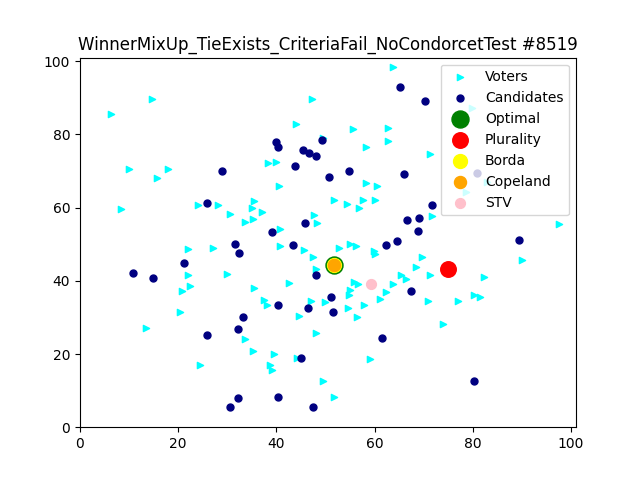 WinnerMixUp_TieExists_CriteriaFail_NoCondorcetTest #8519
100
80
60
40
20
0
0 20 40 60 80 100
Voters
Candidates
Optimal
Plurality
Borda
Copeland
STV